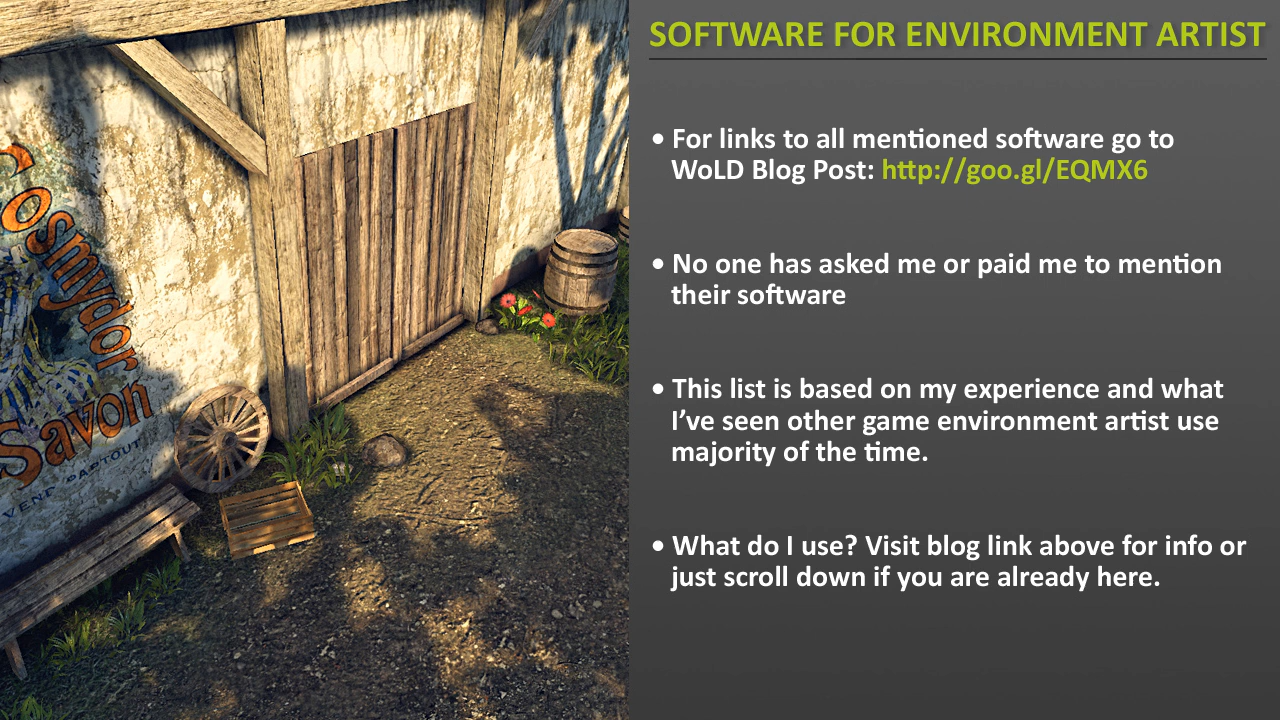 SOFTWARE FOR ENVIRONMENT ARTIST
• For links to all mentioned software go to
WoLD Blog Post: http://goo.gl/EQMX6
• No one has asked me or paid me to mention
their software
• This list is based on my experience and what
I've seen other game environment artist use
majority of the time.
• What do I use? Visit blog link above for info or
just scroll down if you are already here.
Cosmydor
Savon
VEND PARTOUT